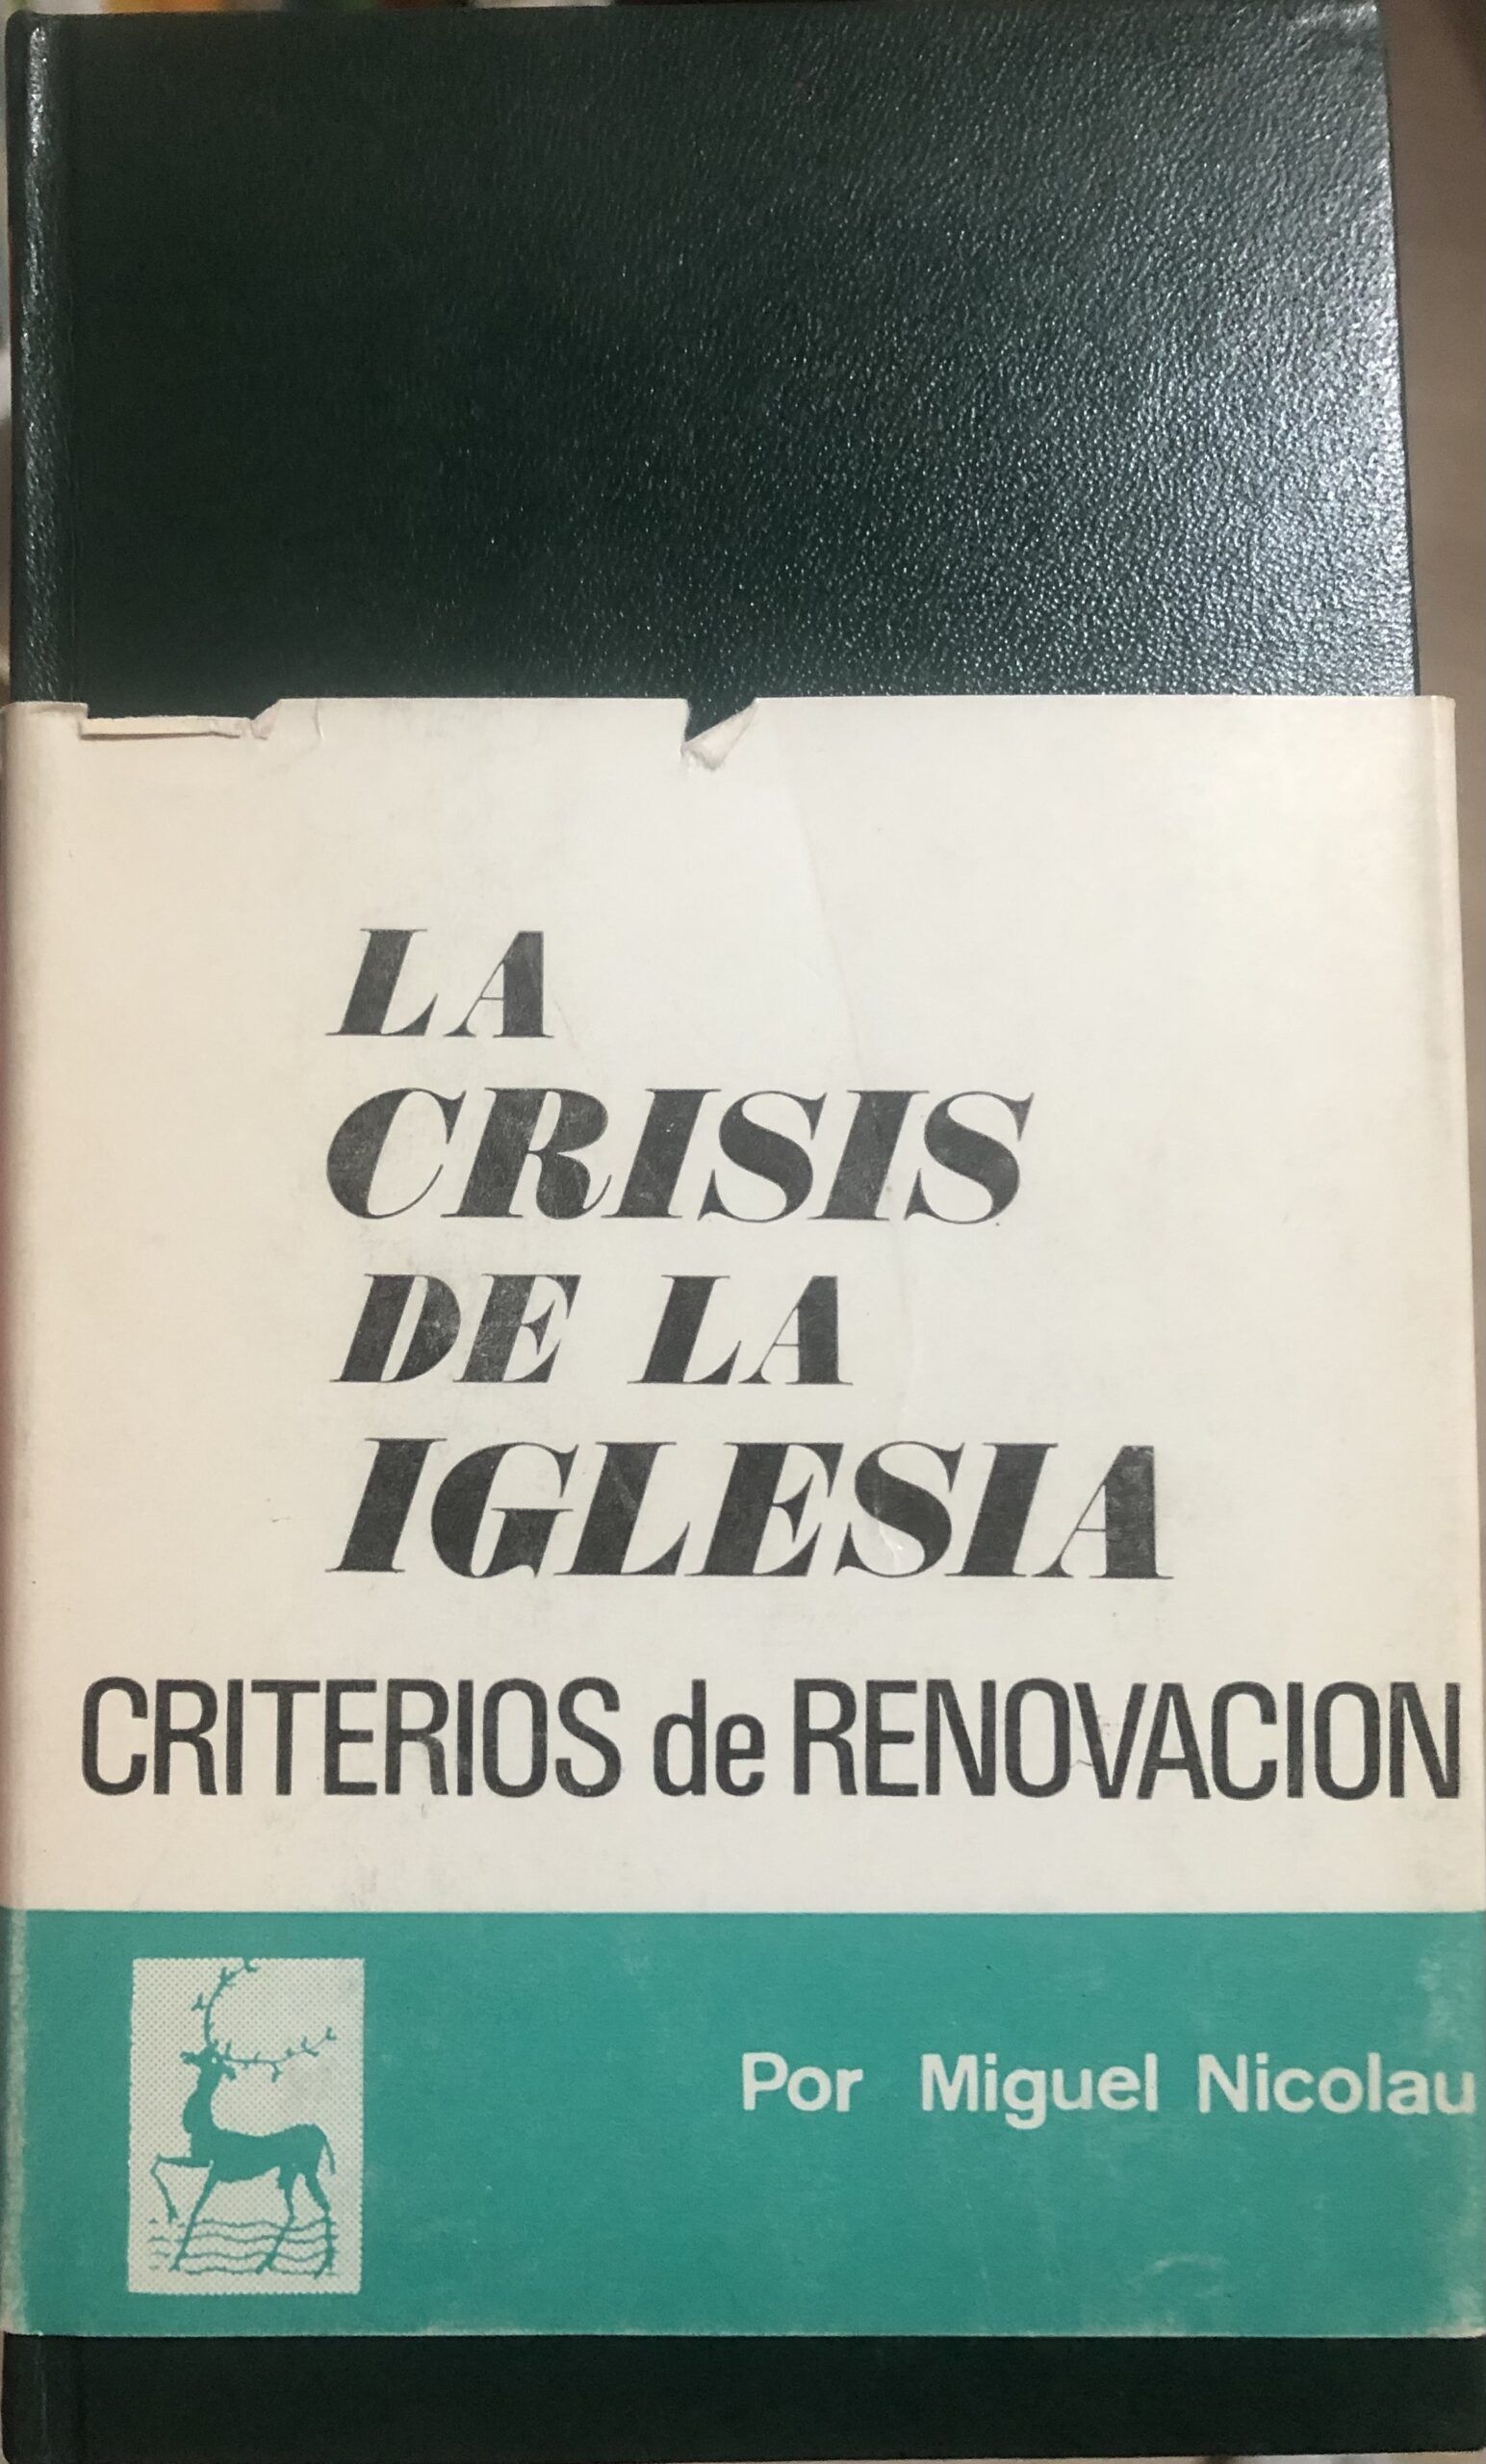 LA
CRISIS
DE LA
IGLESIA
CRITERIOS de RENOVACION
Por Miguel Nicolau